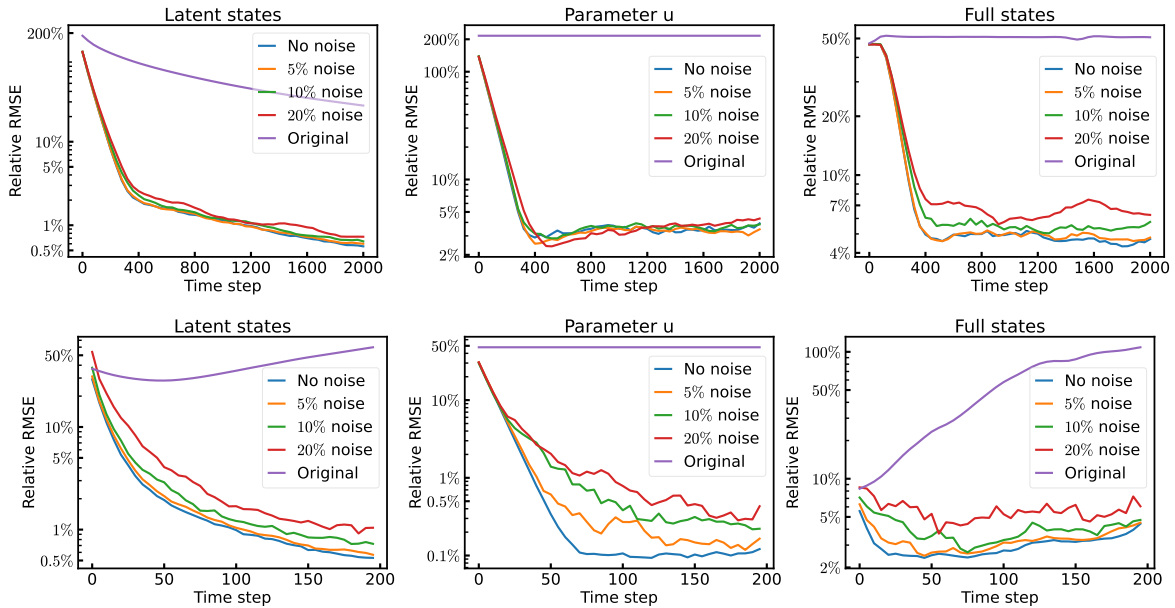 Latent states
Relative RMSE
200%
10%
5%
1%
0.5%
0 400 800 1200 1600 2000
Time step
No noise
5% noise
10% noise
20% noise
Original
Parameter u
Relative RMSE
200%
100%
10%
5%
2%
0 400 800 1200 1600 2000
Time step
No noise
5% noise
10% noise
20% noise
Original
Full states
Relative RMSE
50%
10%
7%
4%
0 400 800 1200 1600 2000
Time step
No noise
5% noise
10% noise
20% noise
Original
Latent states
Relative RMSE
50%
10%
5%
1%
0.5%
0 50 100 150 200
Time step
No noise
5% noise
10% noise
20% noise
Original
Parameter u
Relative RMSE
50%
10%
1%
0.5%
0.1%
0 50 100 150 200
Time step
No noise
5% noise
10% noise
20% noise
Original
Full states
Relative RMSE
100%
50%
10%
5%
2%
0 50 100 150 200
Time step
No noise
5% noise
10% noise
20% noise
Original